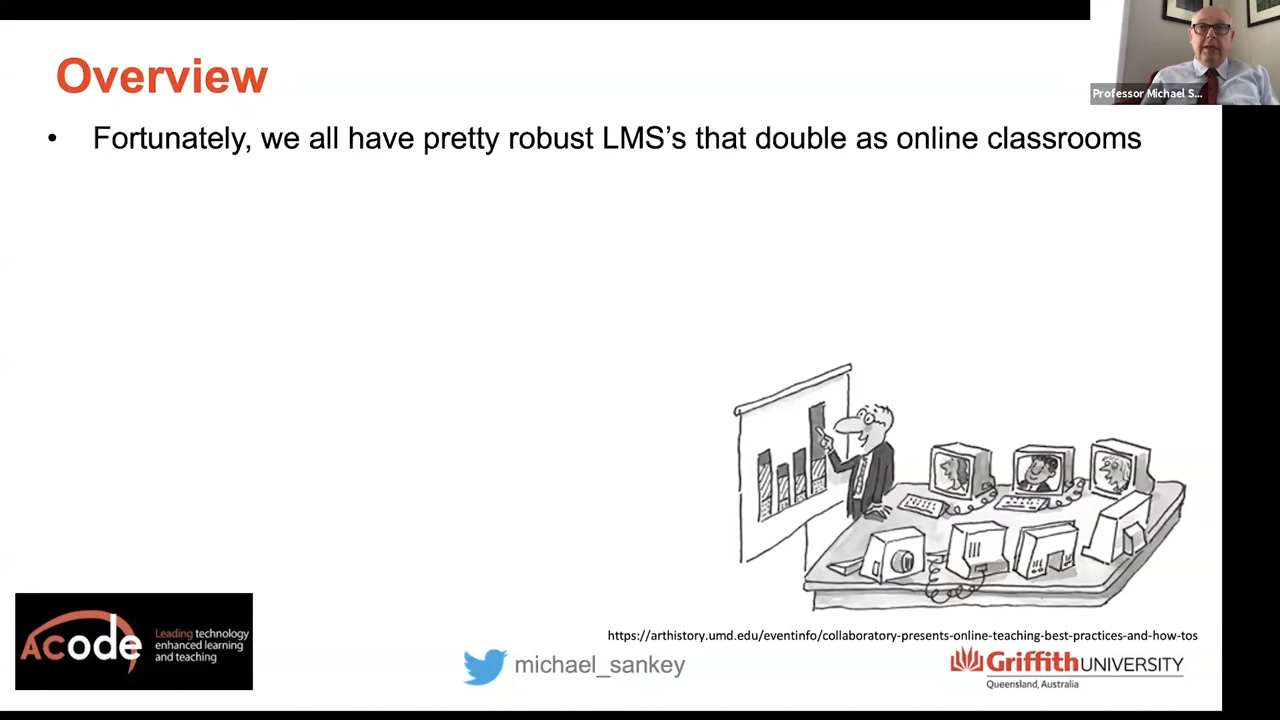 Overview
Professor Michael S...
• Fortunately, we all have pretty robust LMS's that double as online classrooms
https://arthistory.umd.edu/eventinfo/collaboratory-presents-online-teaching-best-practices-and-how-tos
ACode
Leading technology
enhanced learning
and teaching
michael_sankey
Griffith UNIVERSITY
Queensland, Australia